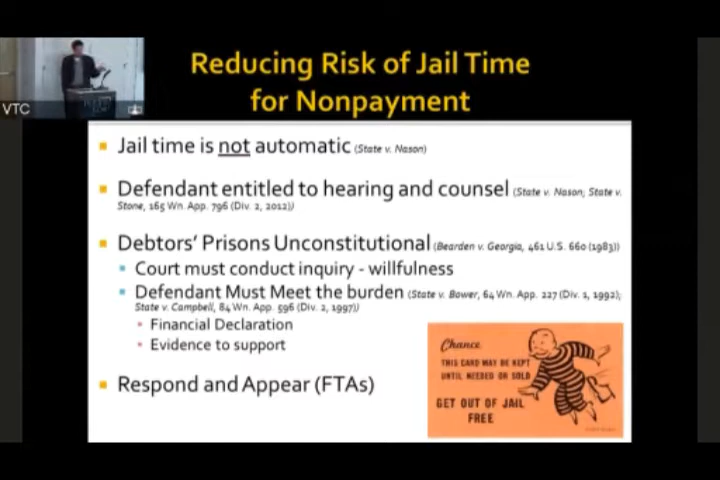 Reducing Risk of Jail Time
for Nonpayment
VTC
Jail time is not automatic (State v. Nason)
Defendant entitled to hearing and counsel (State v. Nason; State v.
Stone, 165 Wn. App. 796 (Div. 2, 2012))
Debtors' Prisons Unconstitutional (Bearden v. Georgia, 461 U.S. 660 (1983))
Court must conduct inquiry - willfulness
Defendant Must Meet the burden (State v. Bower, 64 Wn. App. 227 (Div. 1, 1992);
State v. Campbell, 84 Wn. App. 596 (Div. 2, 1997))
Financial Declaration
Evidence to support
Respond and Appear (FTAs)
Chance
THIS CARD MAY BE KEPT
UNTIL NEEDED OR SOLD
GET OUT OF JAIL
FREE